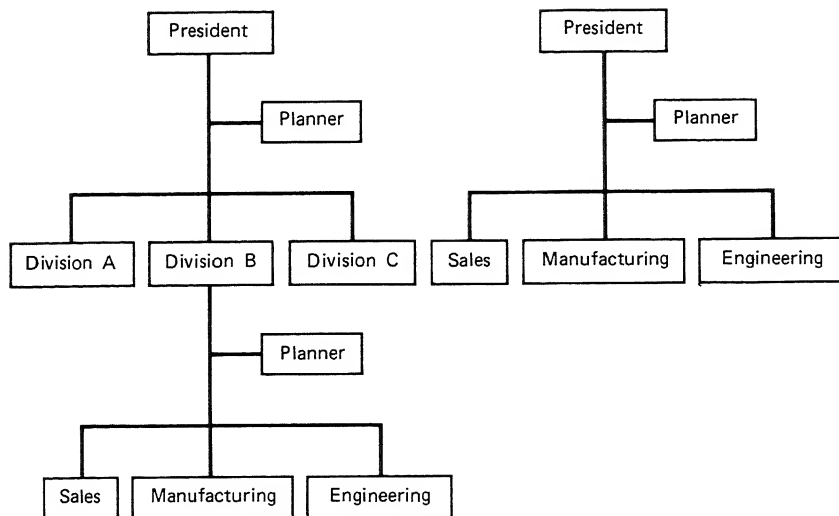 President
Planner
Division A
Division B
Division C
Planner
Sales
Manufacturing
Engineering
President
Planner
Sales
Manufacturing
Engineering